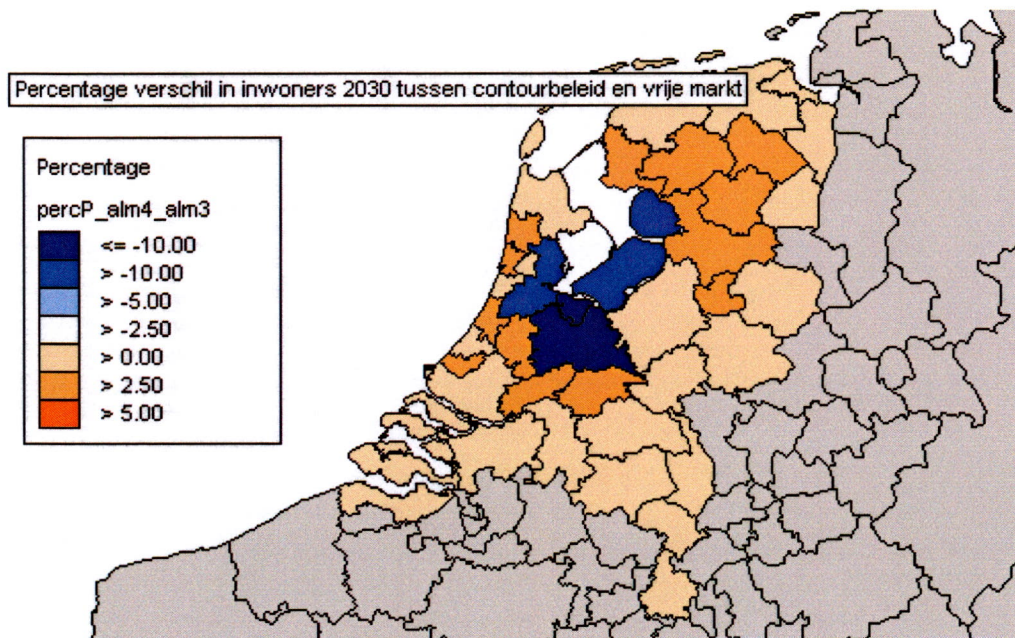 Percentage verschil in inwoners 2030 tussen contourbeleid en vrije markt
Percentage
percP_alm4_alm3
<= -10.00
> -10.00
> -5.00
> -2.50
> 0.00
> 2.50
> 5.00